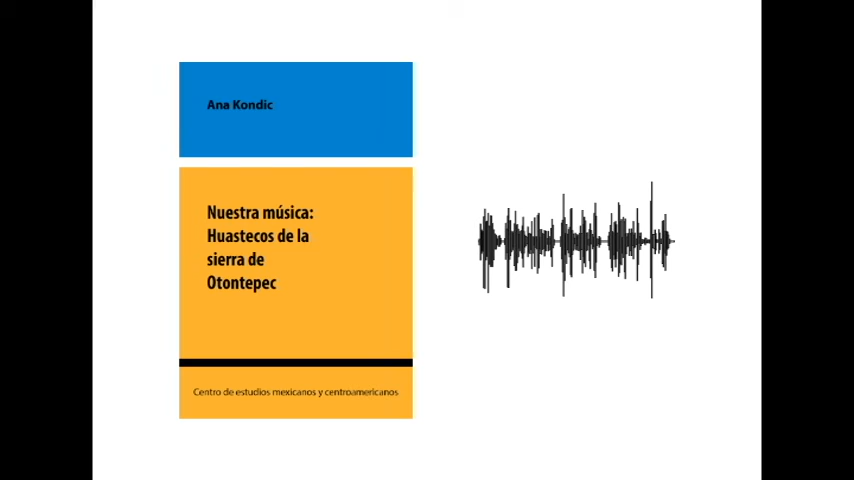 Ana Kondic
Nuestra música:
Huastecos de la
sierra de
Otontepec
Centro de estudios mexicanos y centroamericanos